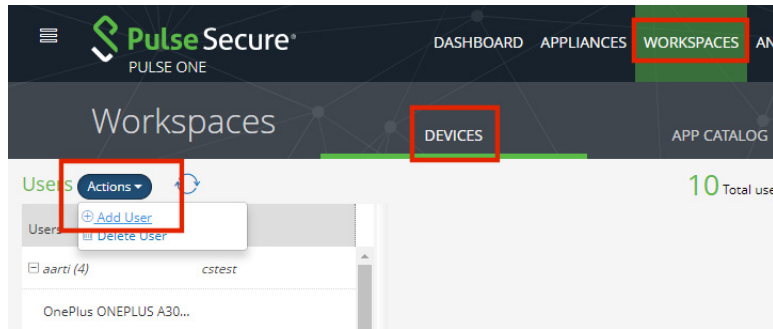 Pulse Secure®
PULSE ONE
DASHBOARD APPLIANCES WORKSPACES AN
Workspaces
DEVICES
APP CATALOG
Users Actions
10 Total use
Add User
Users
Delete User
aarti (4) cstest
OnePlus ONEPLUS A30...